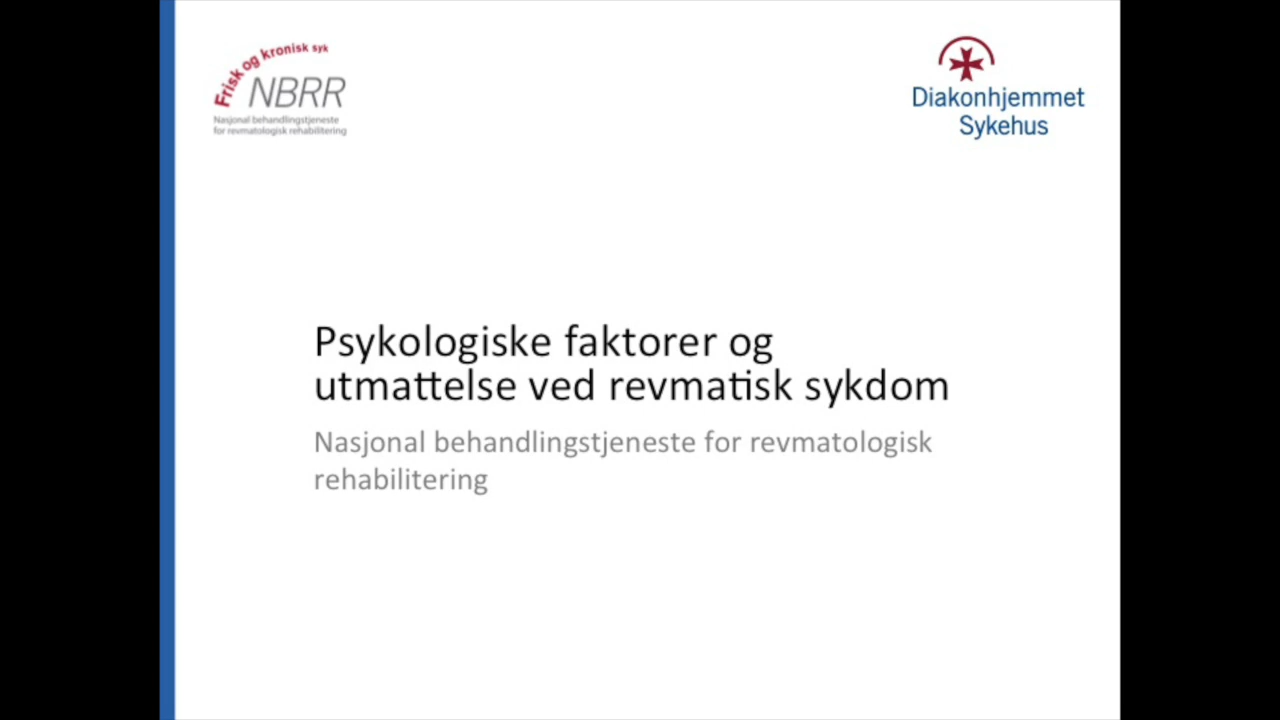 Frisk og kronisk syk
NBRR
Nasjonal behandlingstjeneste
for revmatologisk rehabilitering
Diakonhjemmet
Sykehus
Psykologiske faktorer og
utmattelse ved revmatisk sykdom
Nasjonal behandlingstjeneste for revmatologisk
rehabilitering